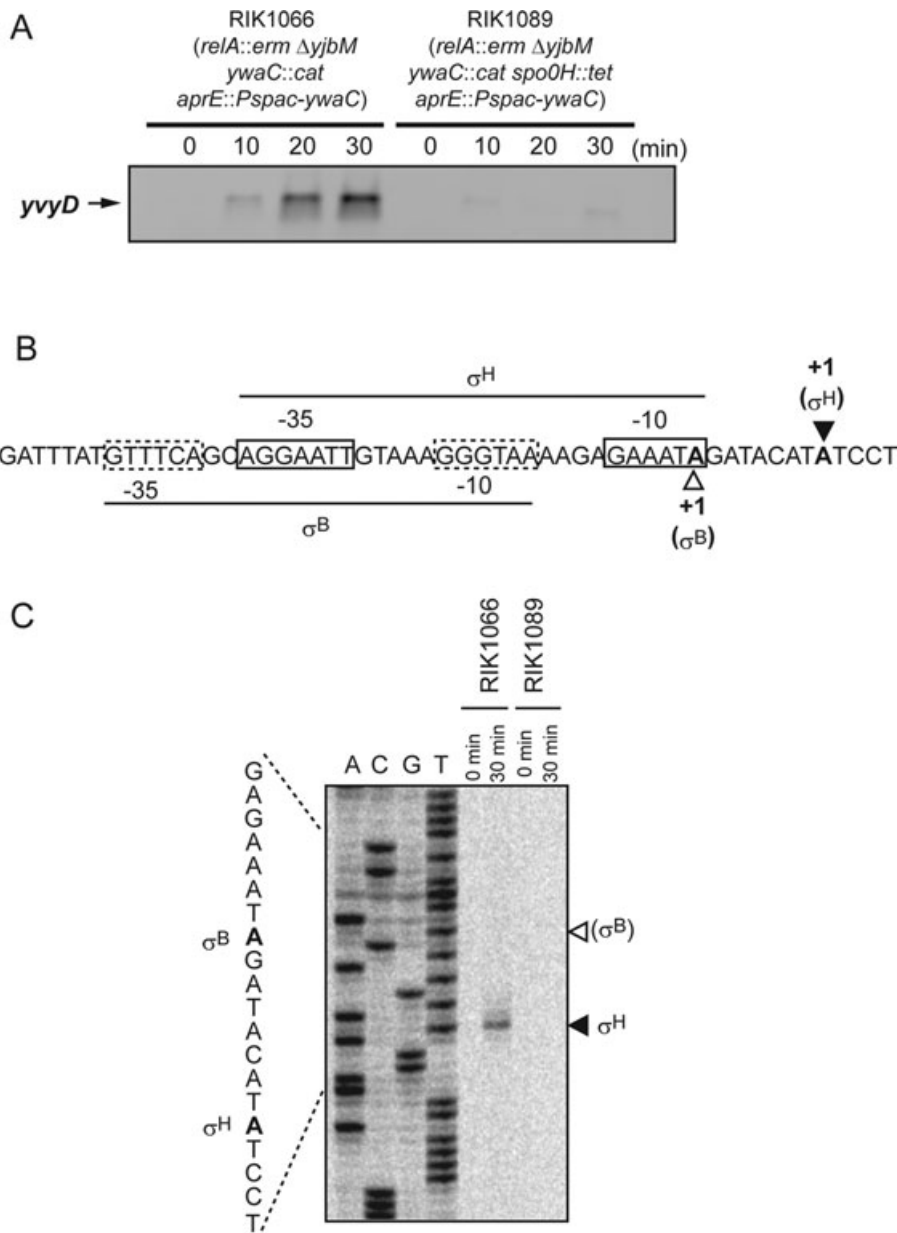 A
RIK1066
(relA::erm ΔyjbM
ywaC::cat
aprE::Pspac-ywaC)
RIK1089
(relA::erm ΔyjbM
ywaC::cat spo0H::tet
aprE::Pspac-ywaC)
0 10 20 30 0 10 20 30 (min)
yvyD
B
σH
+1
(σH)
-35 -10
GATTTATGTTTCAGCAGGAATTGTAAAGGGTAAAAGAGAAATAGATACATATCCT
-35 -10
σB
+1
(σB)
C
RIK1066
RIK1089
0 min
30 min
0 min
30 min
A C G T
G
A
G
A
A
A
T
A
G
A
T
A
C
A
T
A
T
C
C
T
σB
σH
(σB)
σH